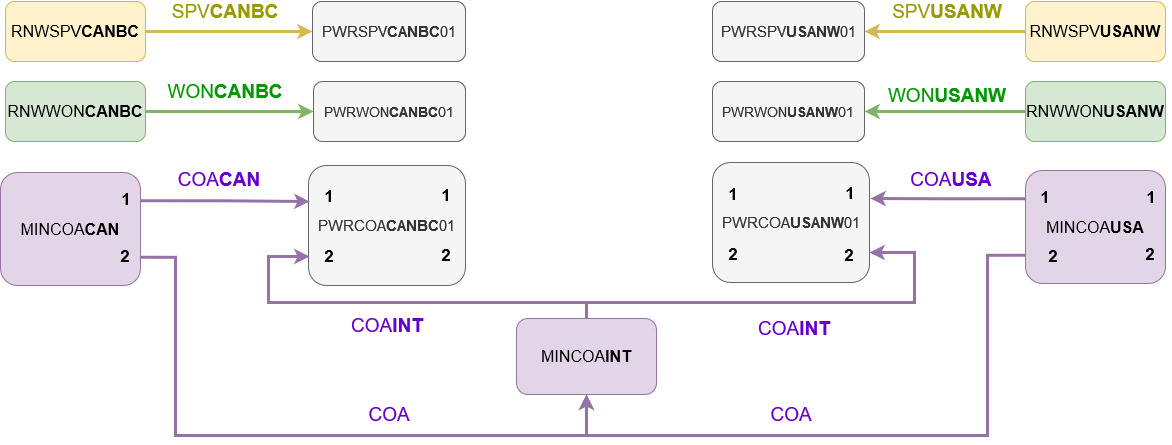 SPVCANBC
SPVUSANW
RNWSPVCANBC
PWRSPVCANBC01
PWRSPVUSANW01
RNWSPVUSANW
WONCANBC
WONUSANW
RNWWONCANBC
PWRWONCANBC01
PWRWONUSANW01
RNWWONUSANW
COACAN
COAUSA
1
1 1
1 1
1 1
MINCOACAN
PWRCOACANBC01
PWRCOAUSANW01
MINCOAUSA
2
2 2
2 2
2 2
COAINT
COAINT
MINCOAINT
COA
COA